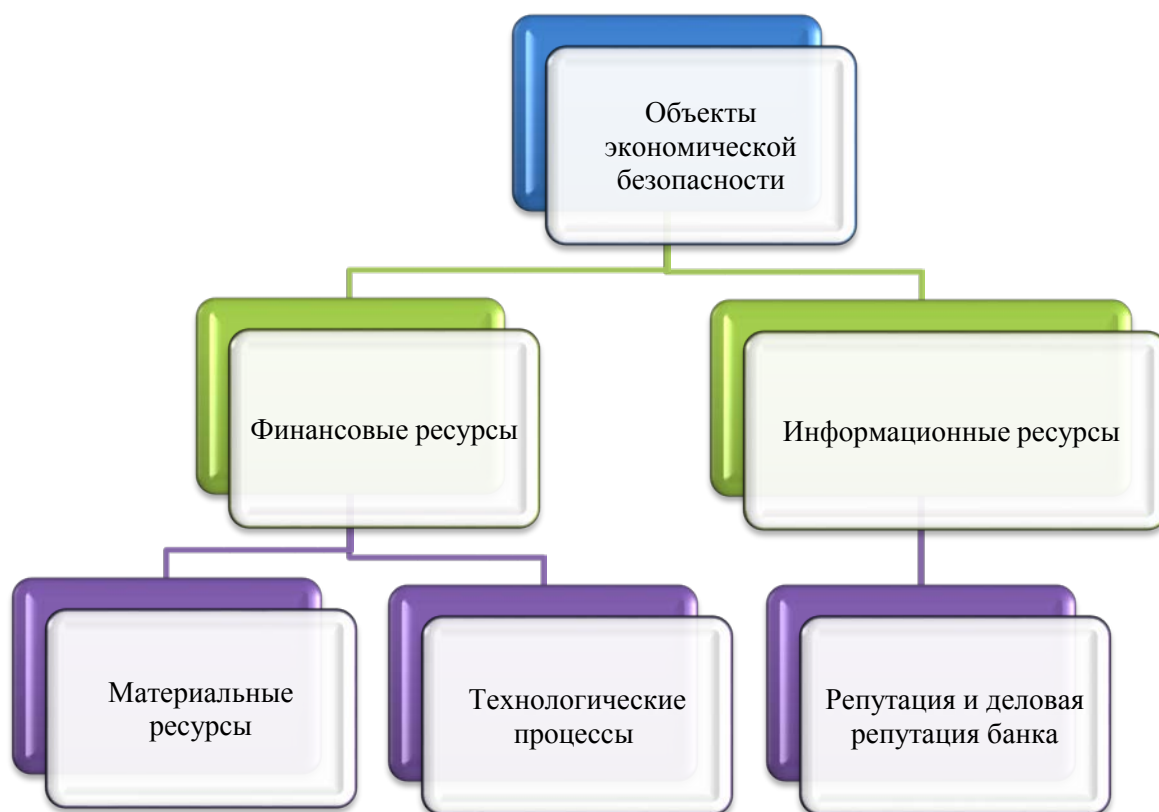 Объекты
экономической
безопасности
Финансовые ресурсы
Информационные ресурсы
Материальные
ресурсы
Технологические
процессы
Репутация и деловая
репутация банка